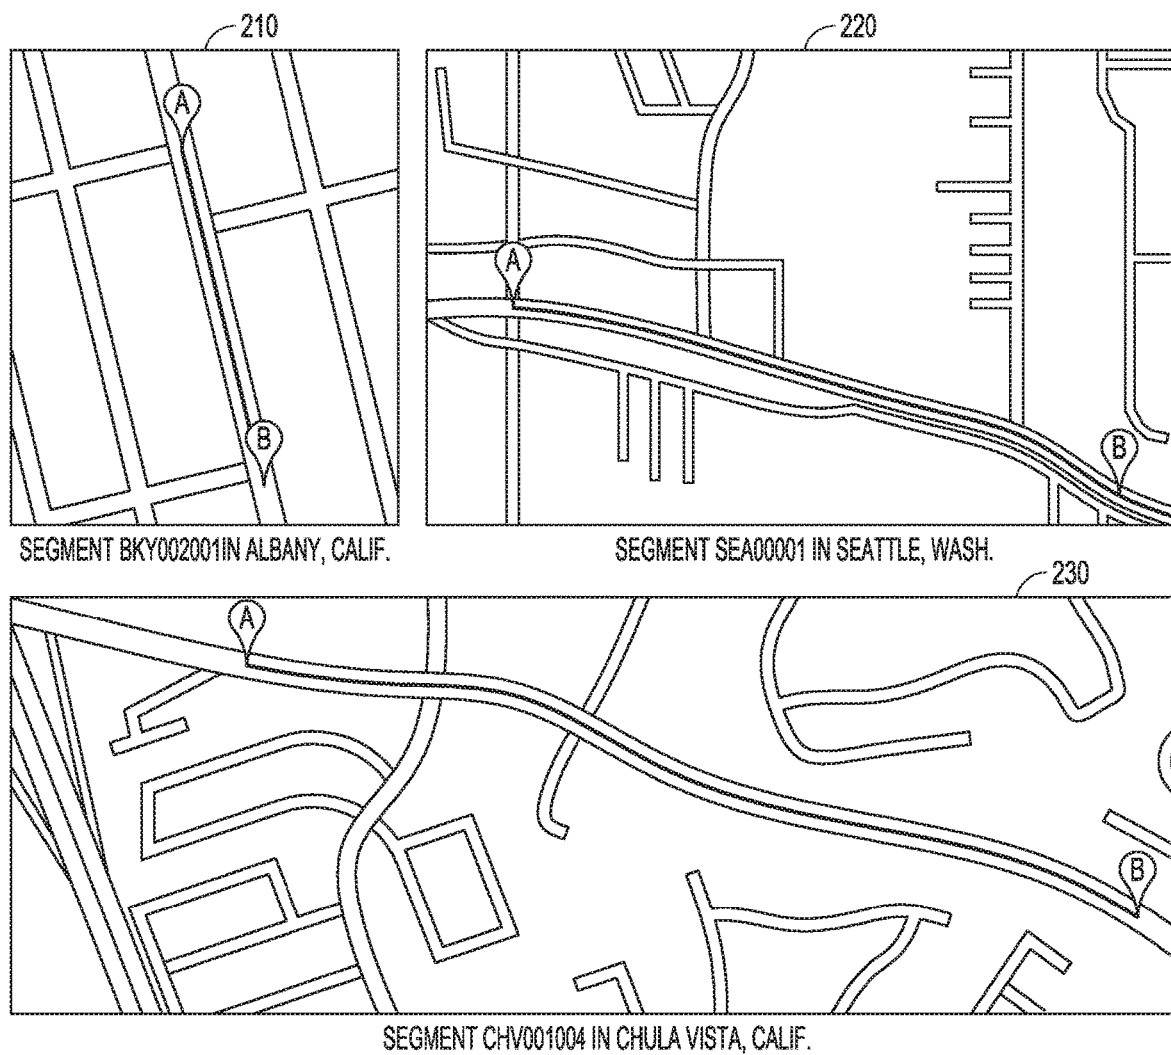 210
220
A
B
A
B
SEGMENT BKY002001IN ALBANY, CALIF.
SEGMENT SEA00001 IN SEATTLE, WASH.
230
A
B
SEGMENT CHV001004 IN CHULA VISTA, CALIF.